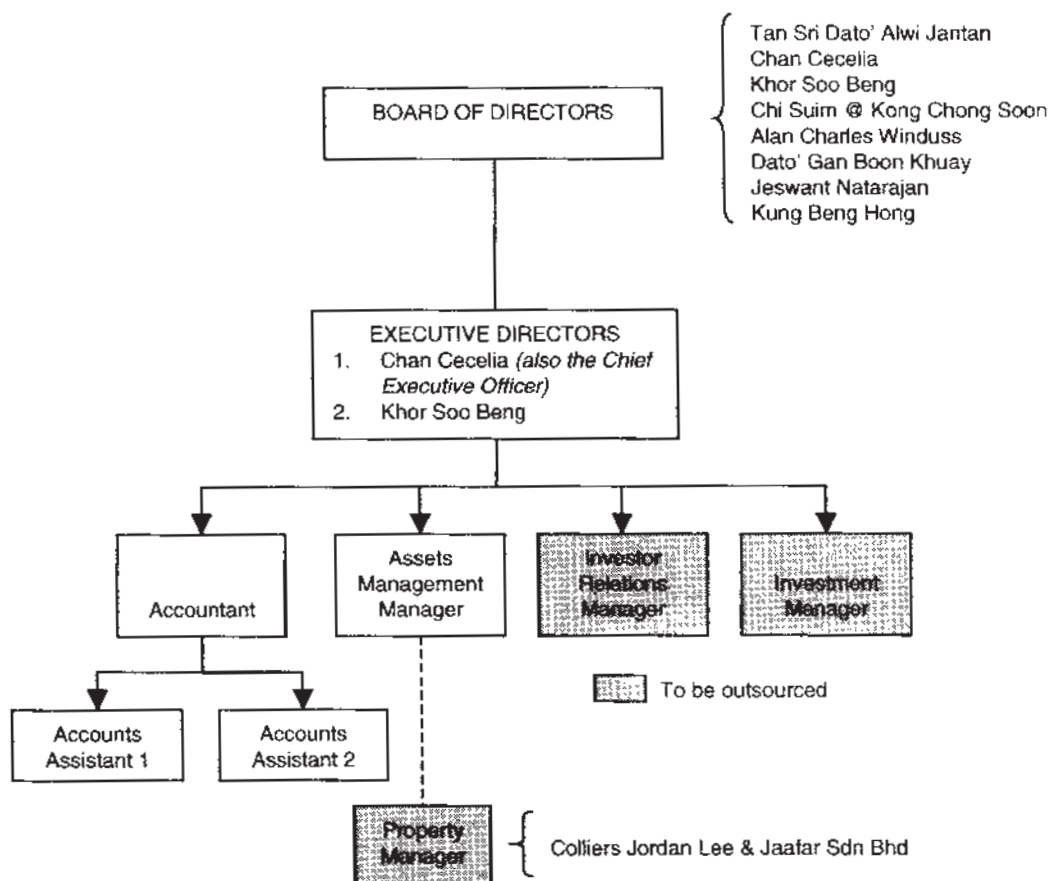 Tan Sri Dato' Alwi Jantan
Chan Cecelia
Khor Soo Beng
Chi Suim @ Kong Chong Soon
Alan Charles Winduss
Dato' Gan Boon Khuay
Jeswant Natarajan
Kung Beng Hong
BOARD OF DIRECTORS
EXECUTIVE DIRECTORS
1. Chan Cecelia (also the Chief
Executive Officer)
2. Khor Soo Beng
Accountant
Assets
Management
Manager
Investor
Relations
Manager
Investment
Manager
To be outsourced
Accounts
Assistant 1
Accounts
Assistant 2
Property
Manager
Colliers Jordan Lee & Jaafar Sdn Bhd